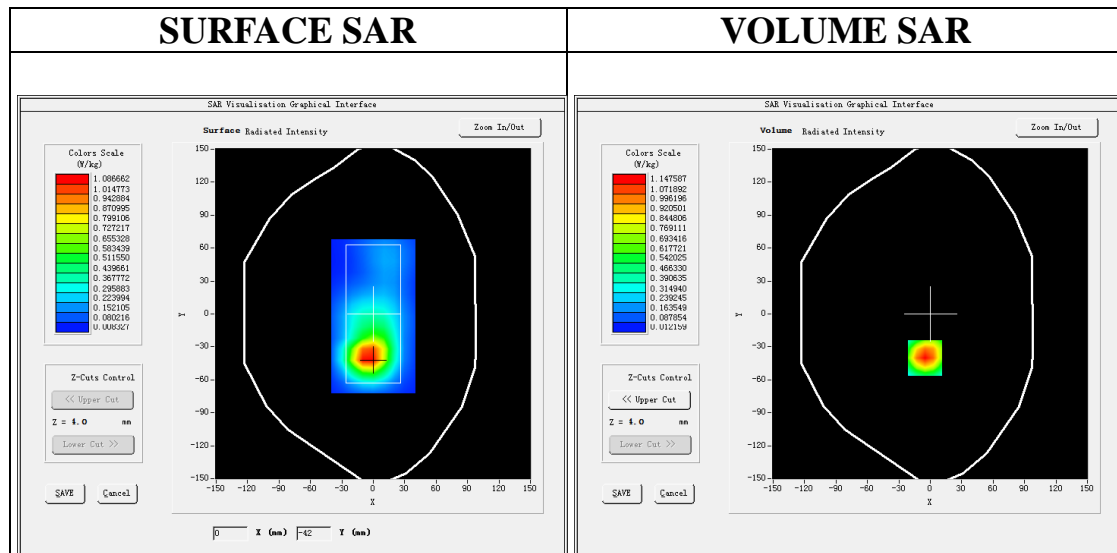 SURFACE SAR
VOLUME SAR
SAR Visualisation Graphical Interface
Surface Radiated Intensity
Zoom In/Out
Colors Scale
(W/kg)
1.086662
1.014773
0.942884
0.870995
0.799106
0.727217
0.655328
0.583439
0.511550
0.439661
0.367772
0.295883
0.223994
0.152105
0.080216
0.008327
150
120
90
60
30
0
-30
-60
-90
-120
-150
Y
-150 -120 -90 -60 -30 0 30 60 90 120 150
X
Z-Cuts Control
<< Upper Cut
Z = 4.0 mm
Lower Cut >>
SAVE Cancel
0 X (mm) -42 Y (mm)
SAR Visualisation Graphical Interface
Volume Radiated Intensity
Zoom In/Out
Colors Scale
(W/kg)
1.147587
1.071892
0.996196
0.920501
0.844806
0.769111
0.693416
0.617721
0.542025
0.466330
0.390635
0.314940
0.239245
0.163549
0.087854
0.012159
150
120
90
60
30
0
-30
-60
-90
-120
-150
Y
-150 -120 -90 -60 -30 0 30 60 90 120 150
X
Z-Cuts Control
<< Upper Cut
Z = 4.0 mm
Lower Cut >>
SAVE Cancel